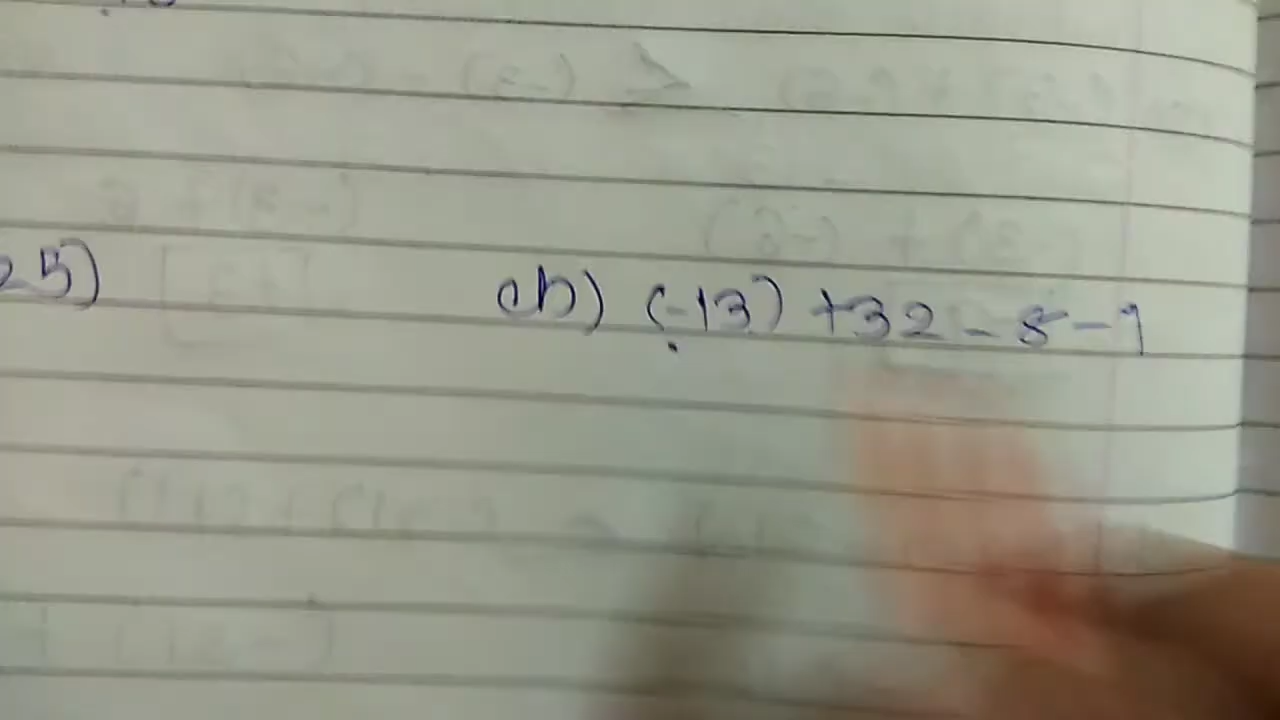 25)
(h) (-13) + 32 - 8 - 1